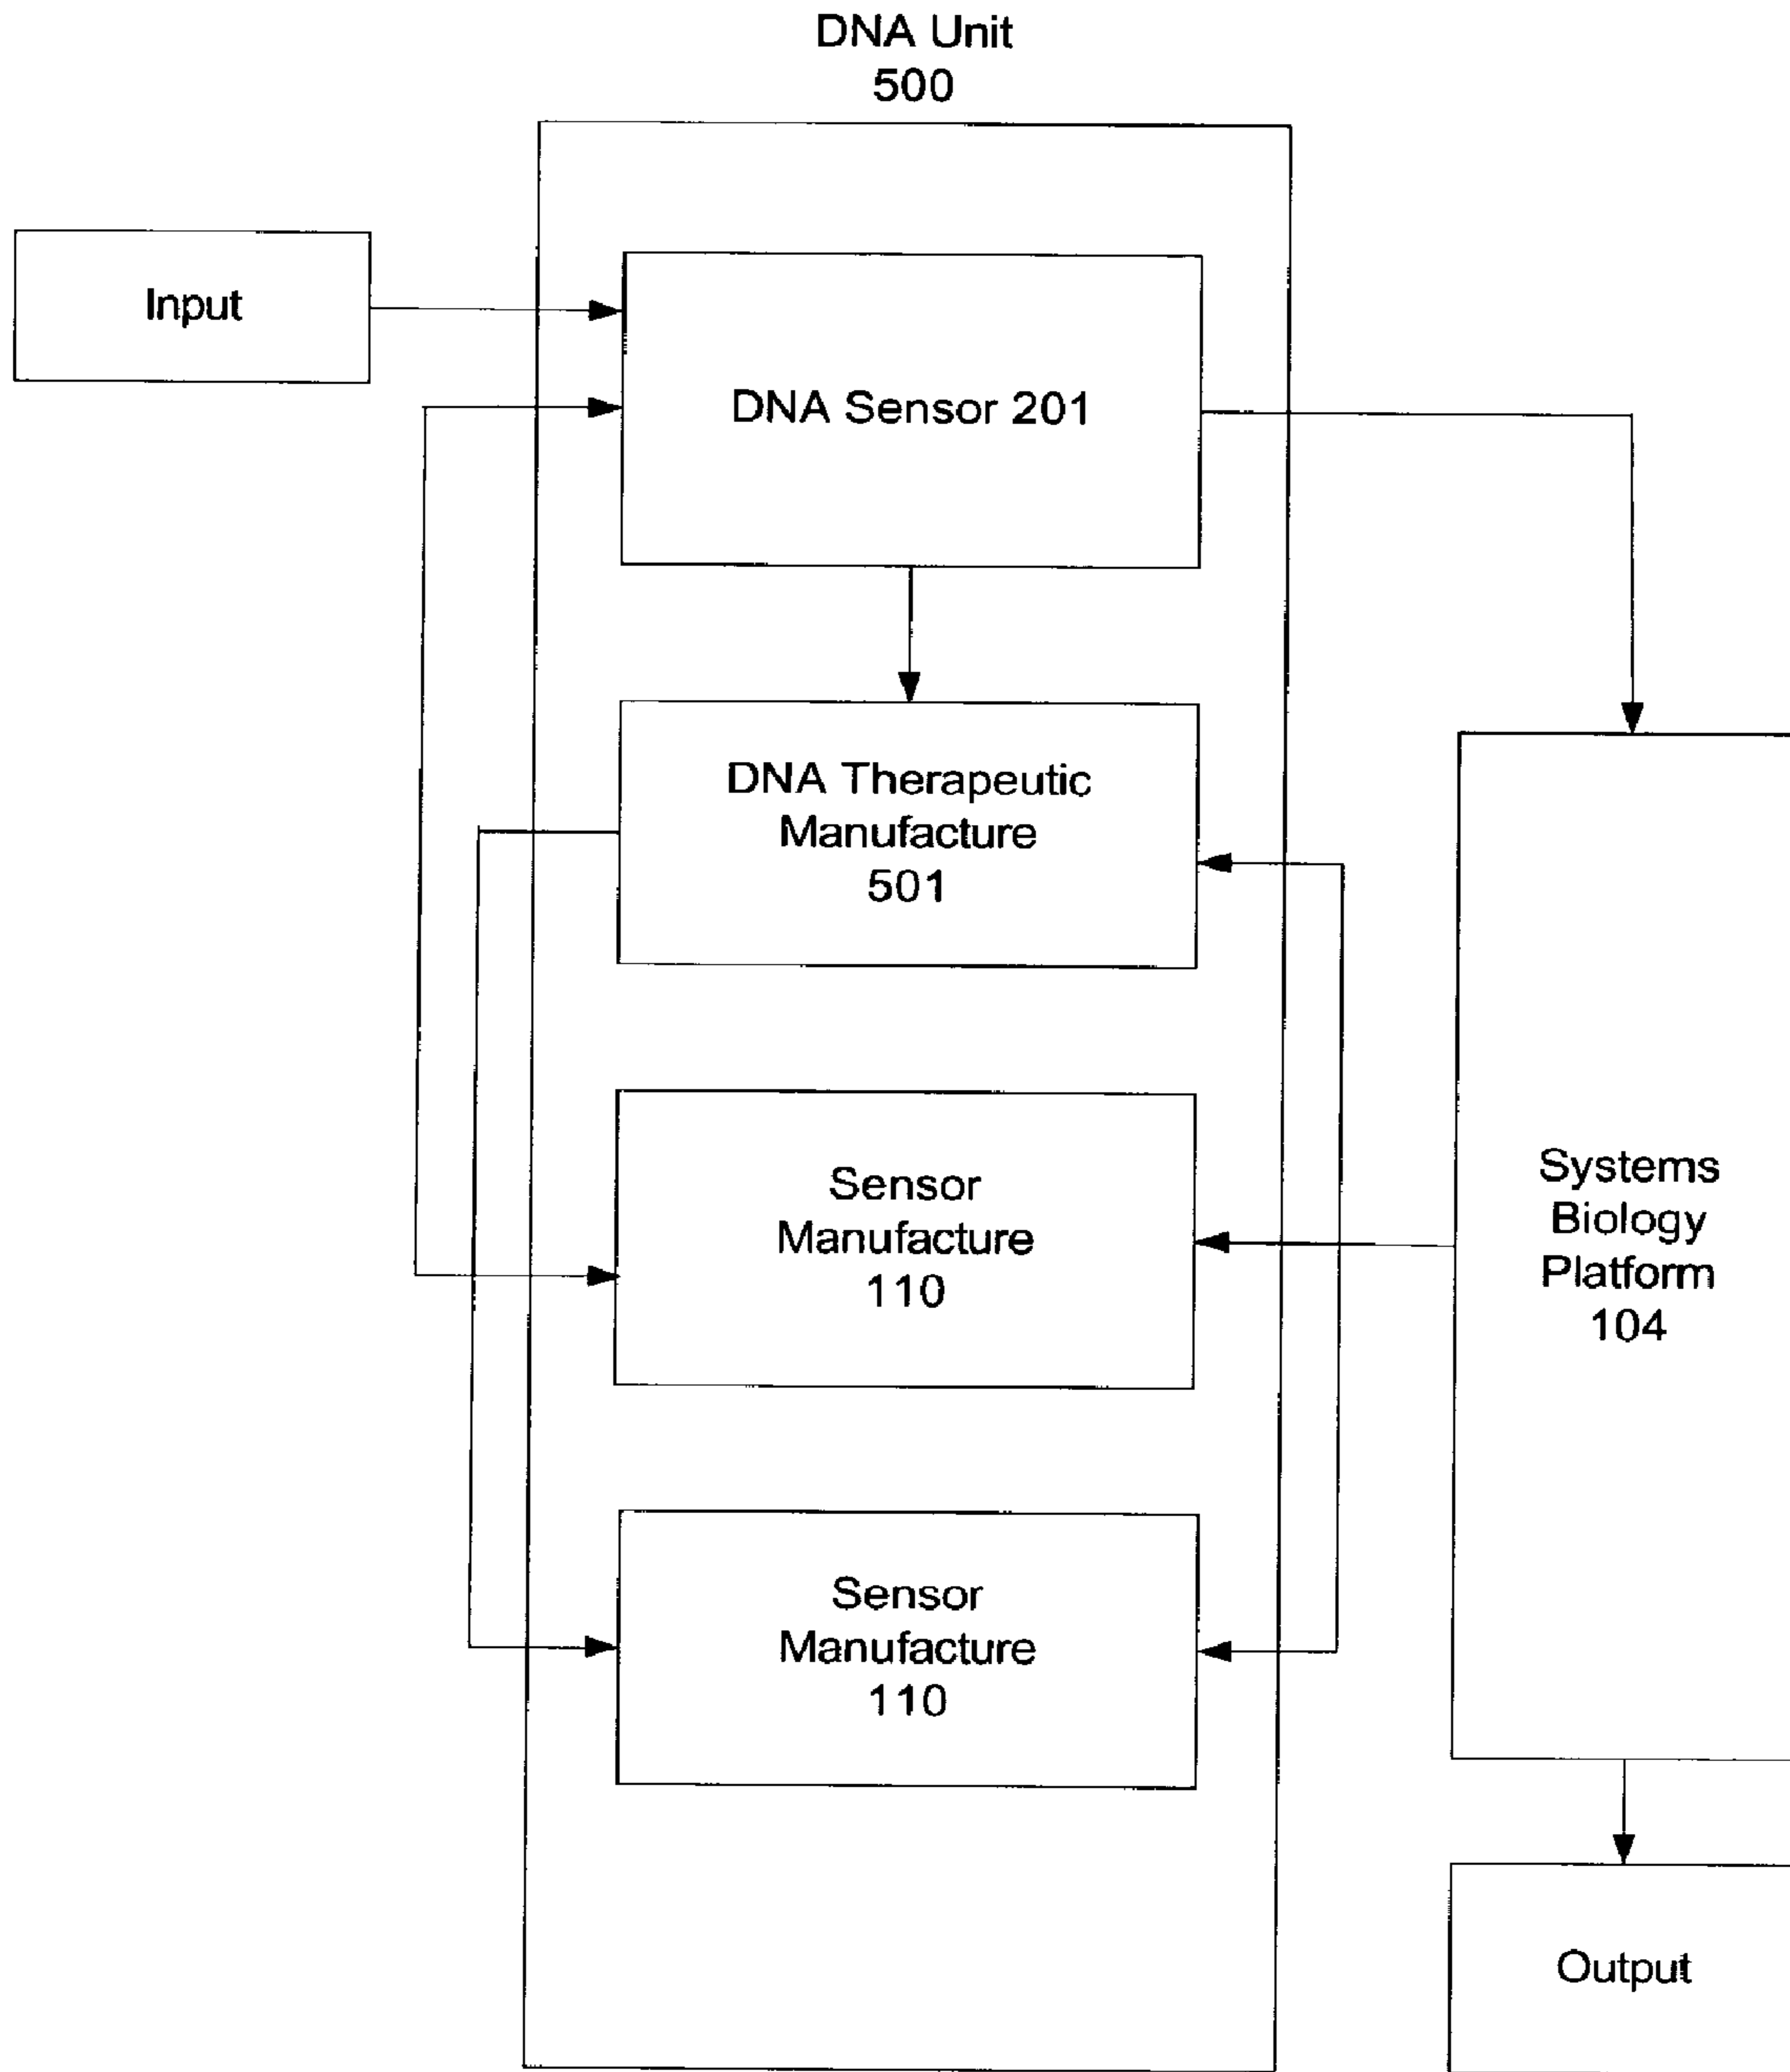 DNA Unit
500
Input
DNA Sensor 201
DNA Therapeutic
Manufacture
501
Sensor
Manufacture
110
Systems
Biology
Platform
104
Sensor
Manufacture
110
Output